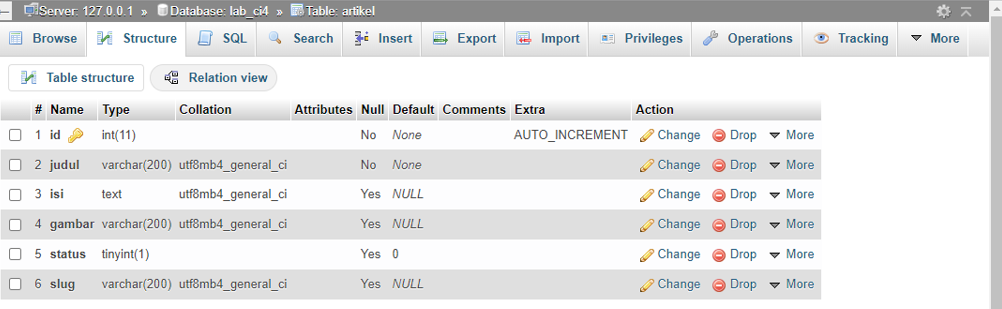 Server: 127.0.0.1 » Database: lab_ci4 » Table: artikel
Browse Structure SQL Search Insert Export Import Privileges Operations Tracking More
Table structure Relation view
# Name Type Collation Attributes Null Default Comments Extra Action
1 id int(11) No None AUTO_INCREMENT Change Drop More
2 judul varchar(200) utf8mb4_general_ci No None Change Drop More
3 isi text utf8mb4_general_ci Yes NULL Change Drop More
4 gambar varchar(200) utf8mb4_general_ci Yes NULL Change Drop More
5 status tinyint(1) Yes 0 Change Drop More
6 slug varchar(200) utf8mb4_general_ci Yes NULL Change Drop More